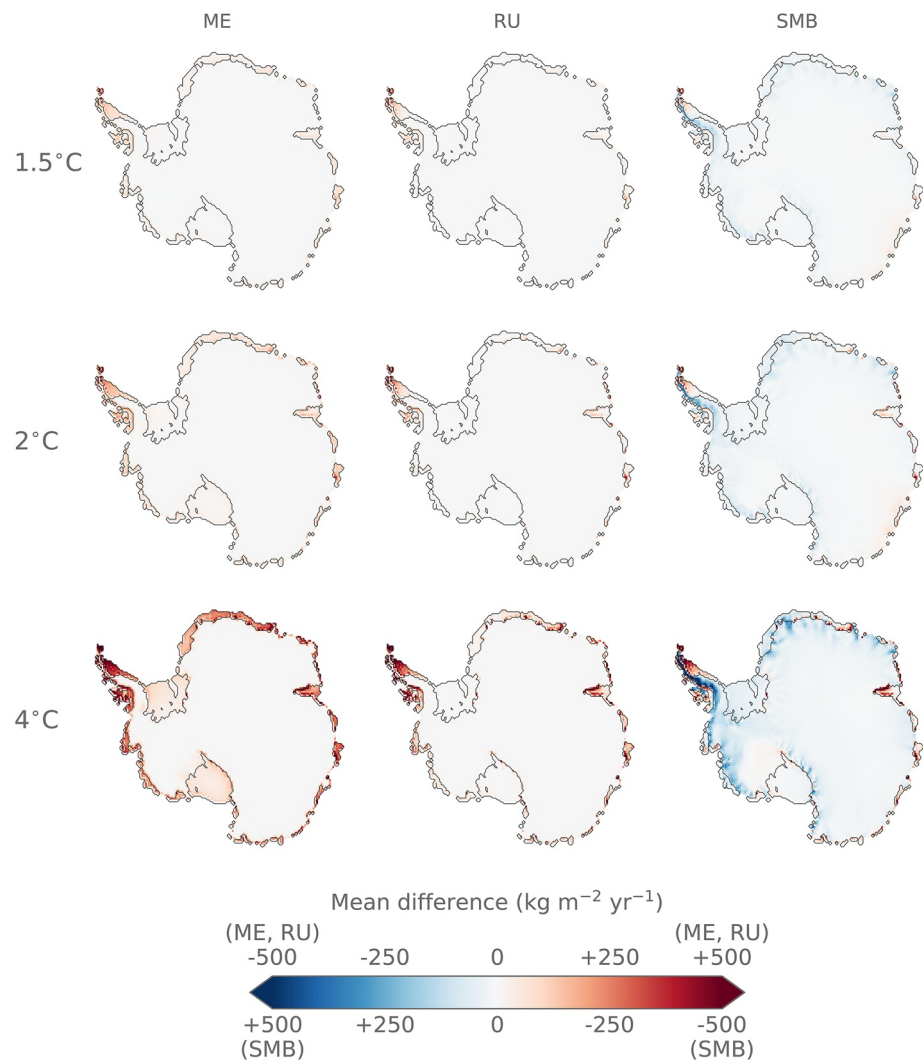 ME RU SMB
1.5°C
2°C
4°C
Mean difference (kg m⁻² yr⁻¹)
(ME, RU) (ME, RU)
-500 -250 0 +250 +500
+500 +250 0 -250 -500
(SMB) (SMB)